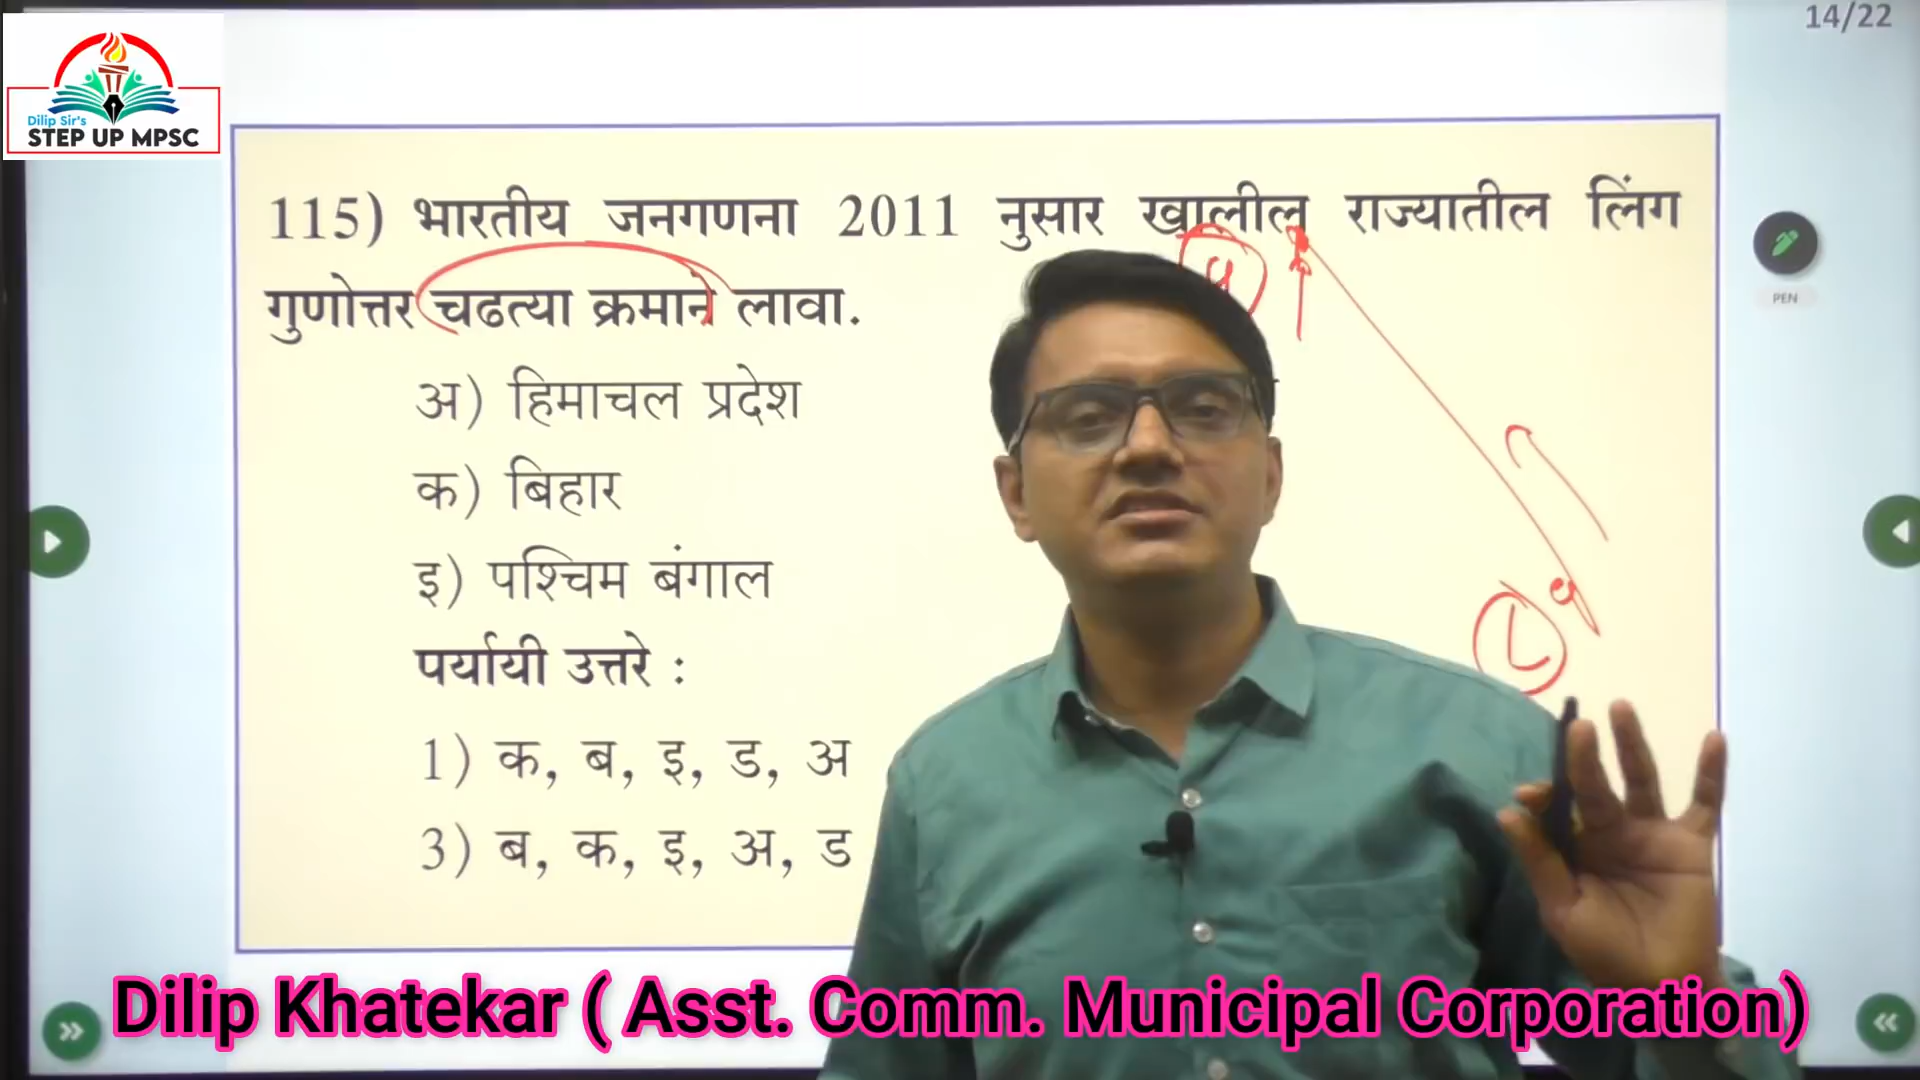 14/22
Dilip Sir's
STEP UP MPSC
115) भारतीय जनगणना 2011 नुसार खालील राज्यातील लिंग
गुणोत्तर चढत्या क्रमाने लावा.
अ) हिमाचल प्रदेश
क) बिहार
इ) पश्चिम बंगाल
पर्यायी उत्तरे :
1) क, ब, इ, ड, अ
3) ब, क, इ, अ, ड
PEN
Dilip Khatekar ( Asst. Comm. Municipal Corporation)